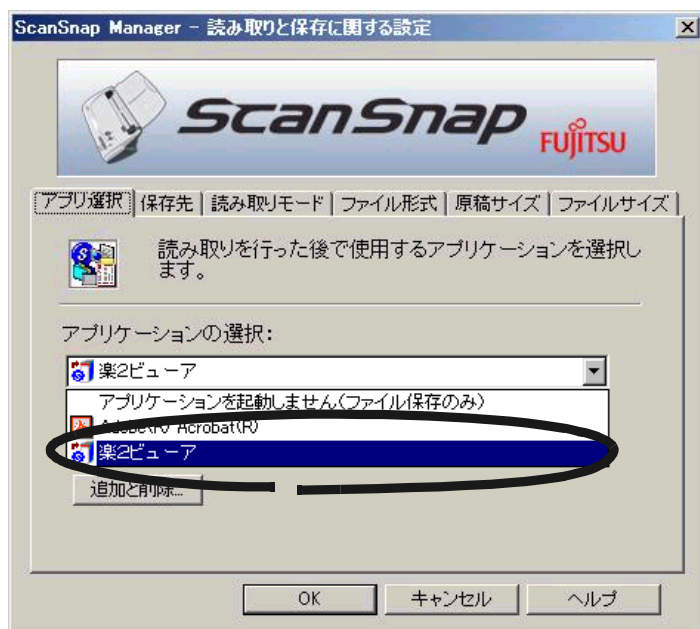 ScanSnap Manager - 読み取りと保存に関する設定
ScanSnap
FUJITSU
アプリ選択 保存先 読み取りモード ファイル形式 原稿サイズ ファイルサイズ
読み取りを行った後で使用するアプリケーションを選択し
ます。
アプリケーションの選択:
楽2ビューア
アプリケーションを起動しません(ファイル保存のみ)
Adobe(R) Acrobat(R)
楽2ビューア
追加と削除...
OK キャンセル ヘルプ